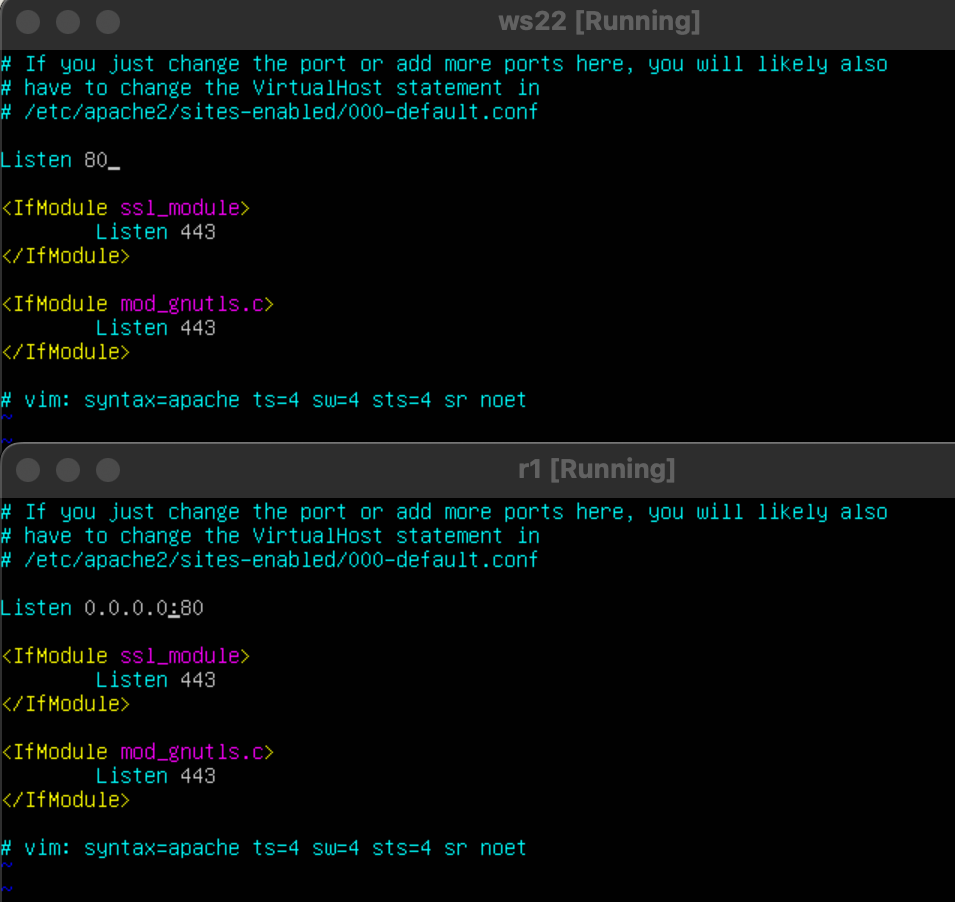 ws22 [Running]
# If you just change the port or add more ports here, you will likely also
# have to change the VirtualHost statement in
# /etc/apache2/sites-enabled/000-default.conf
Listen 80
<IfModule ssl_module>
Listen 443
</IfModule>
<IfModule mod_gnutls.c>
Listen 443
</IfModule>
# vim: syntax=apache ts=4 sw=4 sts=4 sr noet
~
~
r1 [Running]
# If you just change the port or add more ports here, you will likely also
# have to change the VirtualHost statement in
# /etc/apache2/sites-enabled/000-default.conf
Listen 0.0.0.0:80
<IfModule ssl_module>
Listen 443
</IfModule>
<IfModule mod_gnutls.c>
Listen 443
</IfModule>
# vim: syntax=apache ts=4 sw=4 sts=4 sr noet
~
~